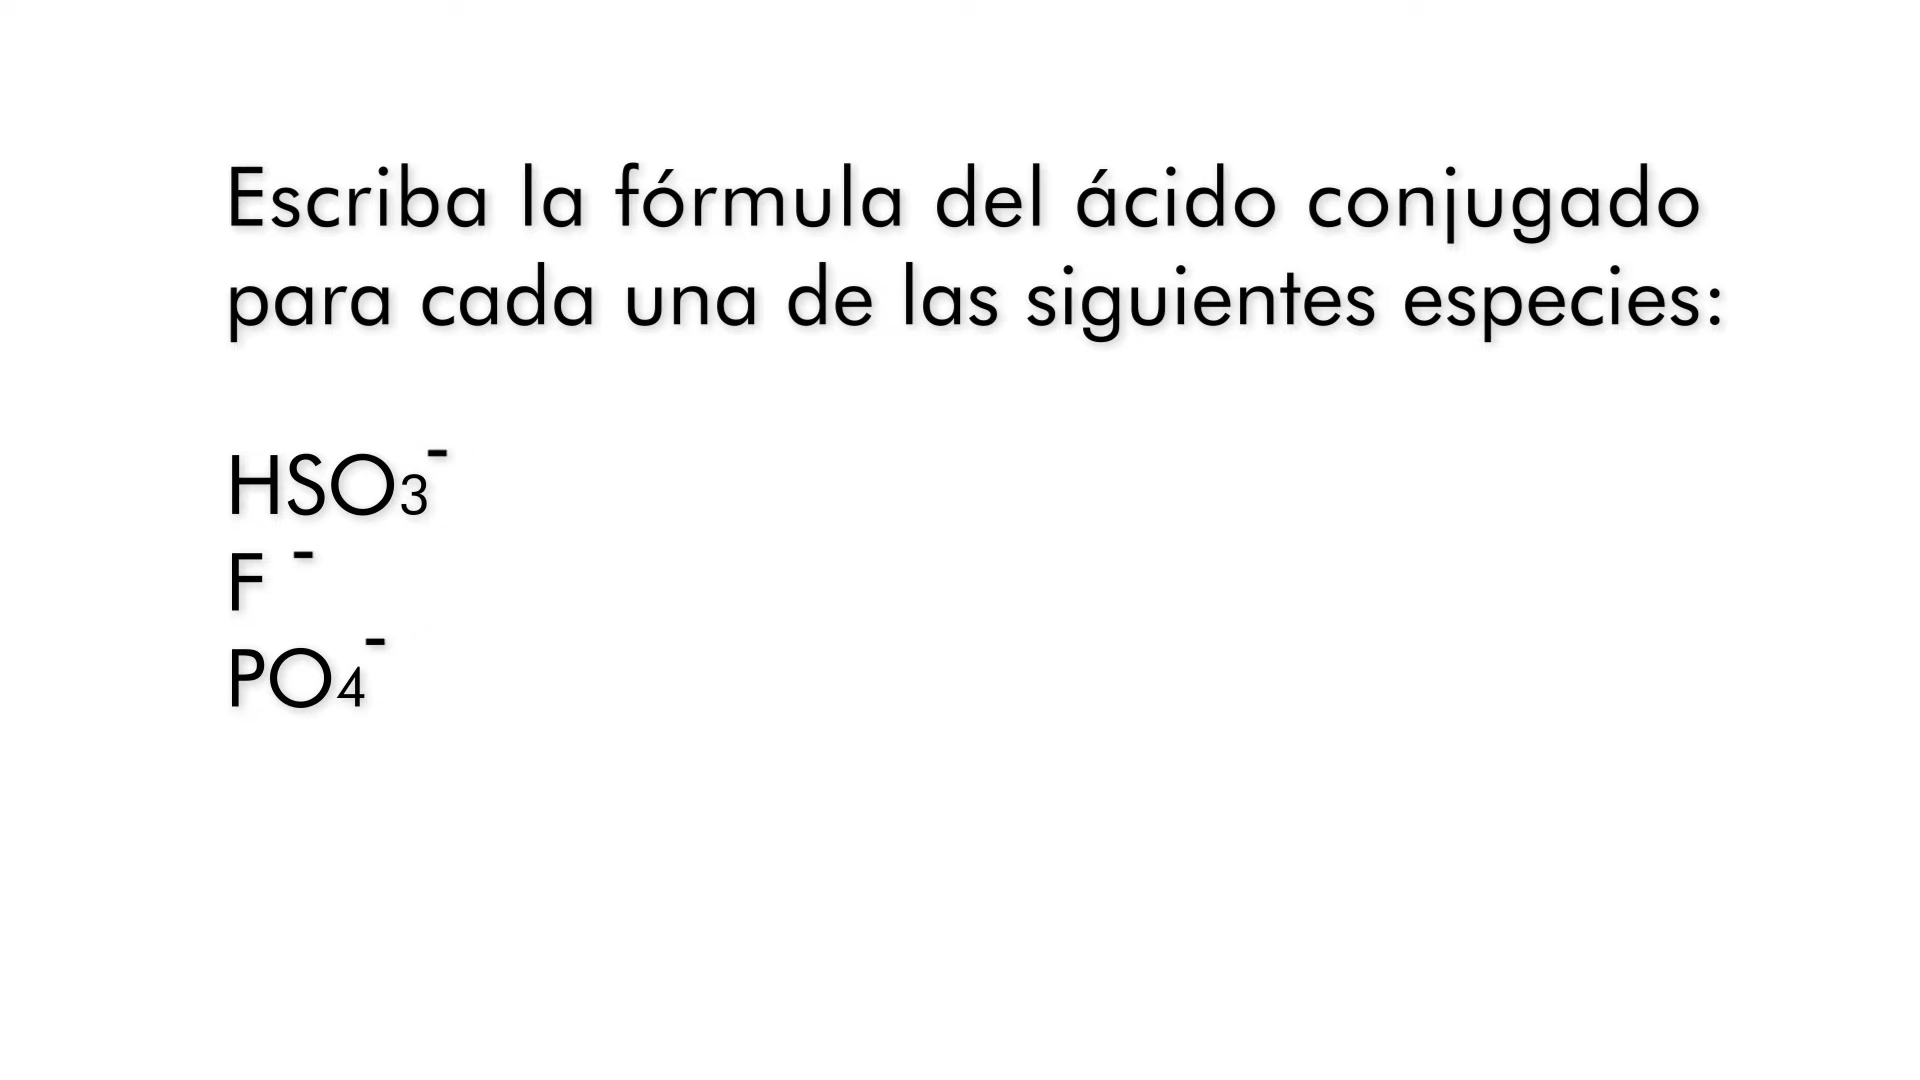 Escriba la fórmula del ácido conjugado
para cada una de las siguientes especies:
HSO₃⁻
F ⁻
PO₄⁻